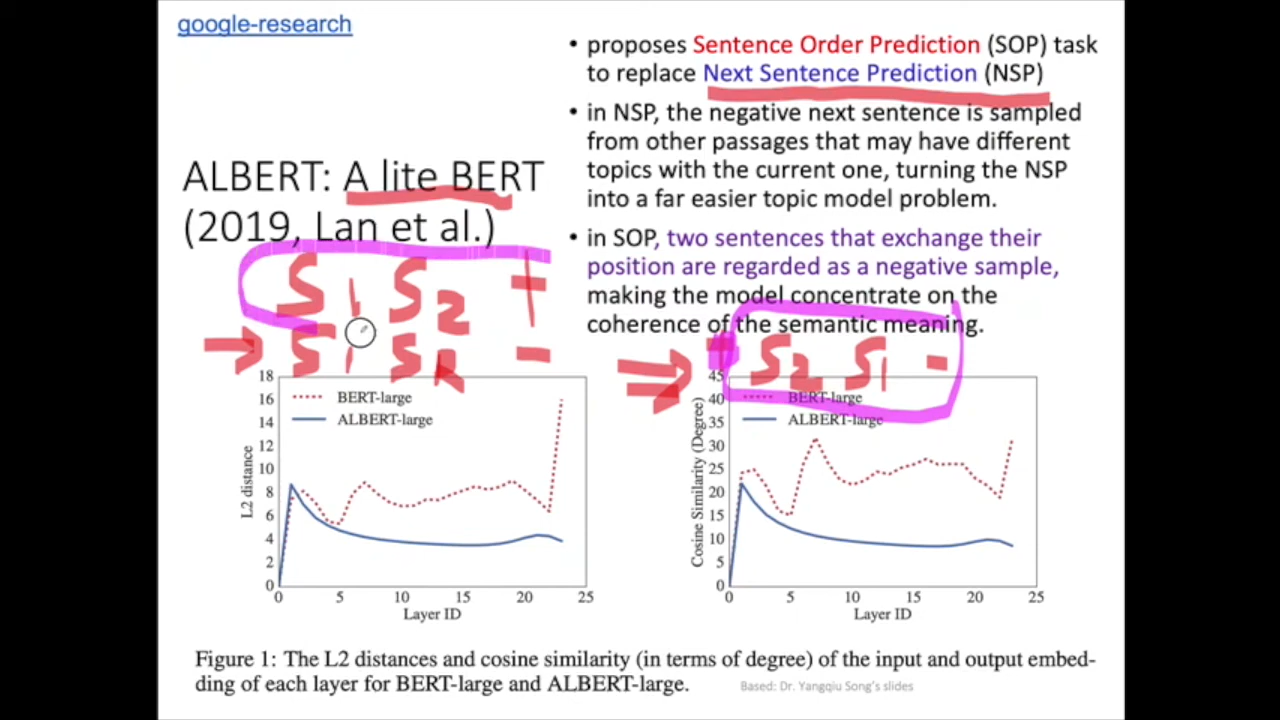 google-research
ALBERT: A lite BERT
(2019, Lan et al.)
• proposes Sentence Order Prediction (SOP) task
to replace Next Sentence Prediction (NSP)
• in NSP, the negative next sentence is sampled
from other passages that may have different
topics with the current one, turning the NSP
into a far easier topic model problem.
• in SOP, two sentences that exchange their
position are regarded as a negative sample,
making the model concentrate on the
coherence of the semantic meaning.
S1 S2 +
⇒ S1 SR -
⇒ S2 S1 -
18
16
14
12
10
8
6
4
2
0
L2 distance
BERT-large
ALBERT-large
0 5 10 15 20 25
Layer ID
45
40
35
30
25
20
15
10
5
0
Cosine Similarity (Degree)
BERT-large
ALBERT-large
0 5 10 15 20 25
Layer ID
Figure 1: The L2 distances and cosine similarity (in terms of degree) of the input and output embed-
ding of each layer for BERT-large and ALBERT-large.
Based: Dr. Yangqiu Song's slides